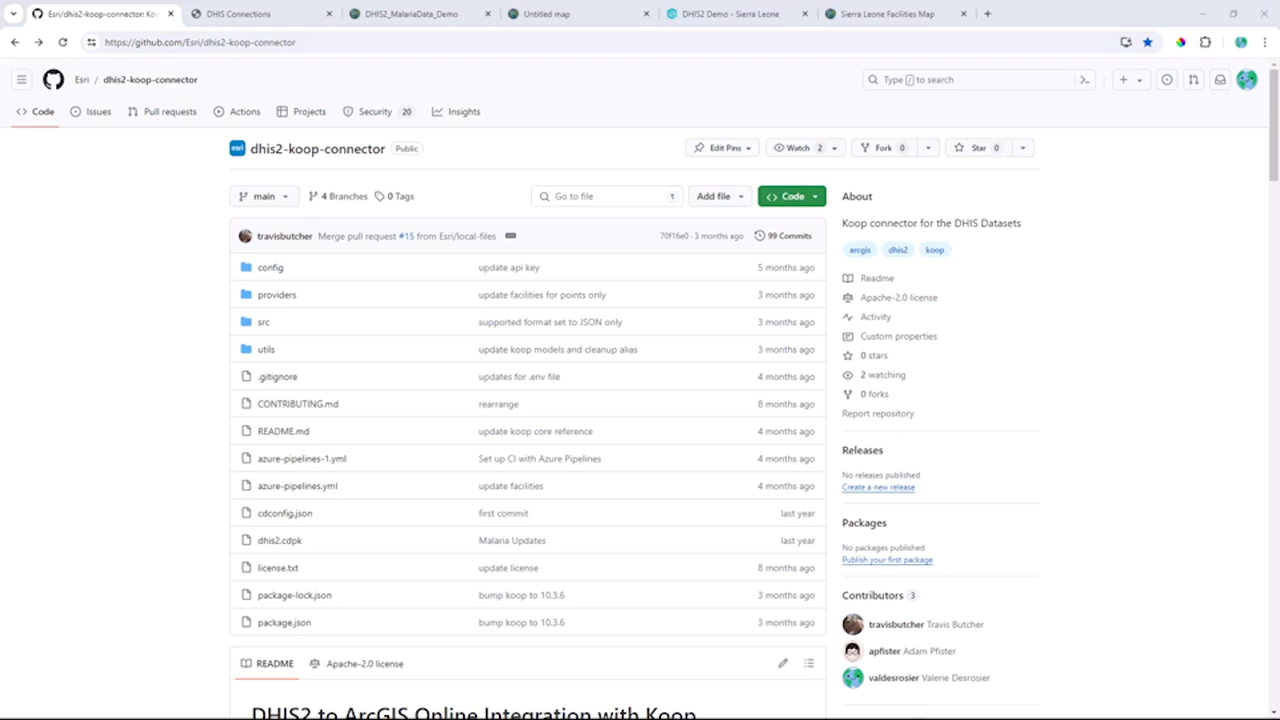 Esri/dhis2-koop-connector: Ko
DHIS Connections
DHIS2_MalariaData_Demo
Untitled map
DHIS2 Demo - Sierra Leone
Sierra Leone Facilities Map
https://github.com/Esri/dhis2-koop-connector
Esri / dhis2-koop-connector
Type / to search
Code
Issues
Pull requests
Actions
Projects
Security 20
Insights
esri dhis2-koop-connector Public
Edit Pins
Watch 2
Fork 0
Star 0
main
4 Branches
0 Tags
Go to file t
Add file
Code
About
Koop connector for the DHIS Datasets
arcgis dhis2 koop
Readme
Apache-2.0 license
Activity
Custom properties
0 stars
2 watching
0 forks
Report repository
travisbutcher Merge pull request #15 from Esri/local-files 70f16e0 · 3 months ago 99 Commits
config update api key 5 months ago
providers update facilities for points only 3 months ago
src supported format set to JSON only 3 months ago
utils update koop models and cleanup alias 3 months ago
.gitignore updates for .env file 4 months ago
CONTRIBUTING.md rearrange 8 months ago
README.md update koop core reference 4 months ago
azure-pipelines-1.yml Set up CI with Azure Pipelines 4 months ago
azure-pipelines.yml update facilities 4 months ago
cdconfig.json first commit last year
dhis2.cdpk Malaria Updates last year
license.txt update license 8 months ago
package-lock.json bump koop to 10.3.6 3 months ago
package.json bump koop to 10.3.6 3 months ago
Releases
No releases published
Create a new release
Packages
No packages published
Publish your first package
Contributors 3
travisbutcher Travis Butcher
apfister Adam Pfister
valdesrosier Valerie Desrosier
README
Apache-2.0 license
DHIS2 to ArcGIS Online Integration with Koop